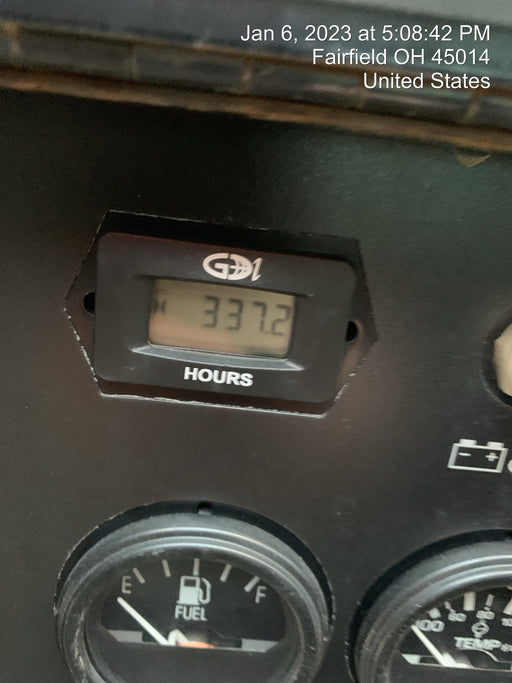 Jan 6, 2023 at 5:08:42 PM
Fairfield OH 45014
United States
GDI
337.2
HOURS
- +
E F
FUEL
100
TEMP